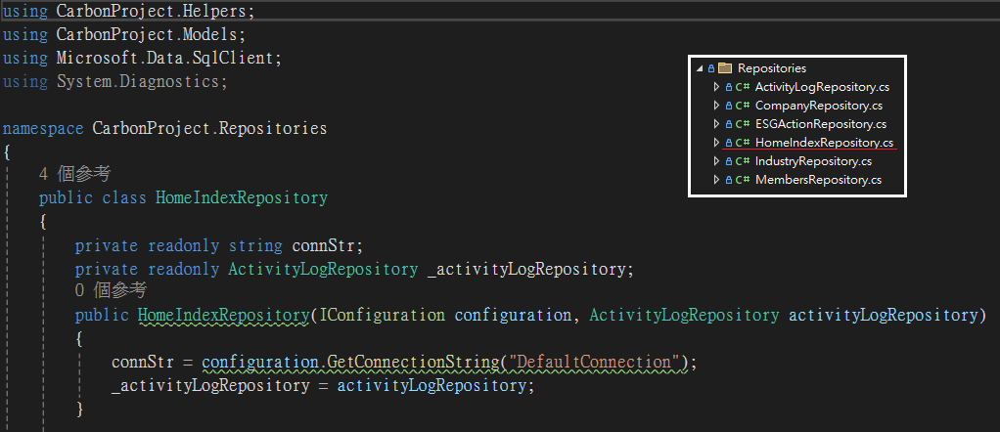 using CarbonProject.Helpers;
using CarbonProject.Models;
using Microsoft.Data.SqlClient;
using System.Diagnostics;
namespace CarbonProject.Repositories
{
4 個參考
public class HomeIndexRepository
{
private readonly string connStr;
private readonly ActivityLogRepository _activityLogRepository;
0 個參考
public HomeIndexRepository(IConfiguration configuration, ActivityLogRepository activityLogRepository)
{
connStr = configuration.GetConnectionString("DefaultConnection");
_activityLogRepository = activityLogRepository;
}
Repositories
C# ActivityLogRepository.cs
C# CompanyRepository.cs
C# ESGActionRepository.cs
C# HomeIndexRepository.cs
C# IndustryRepository.cs
C# MembersRepository.cs